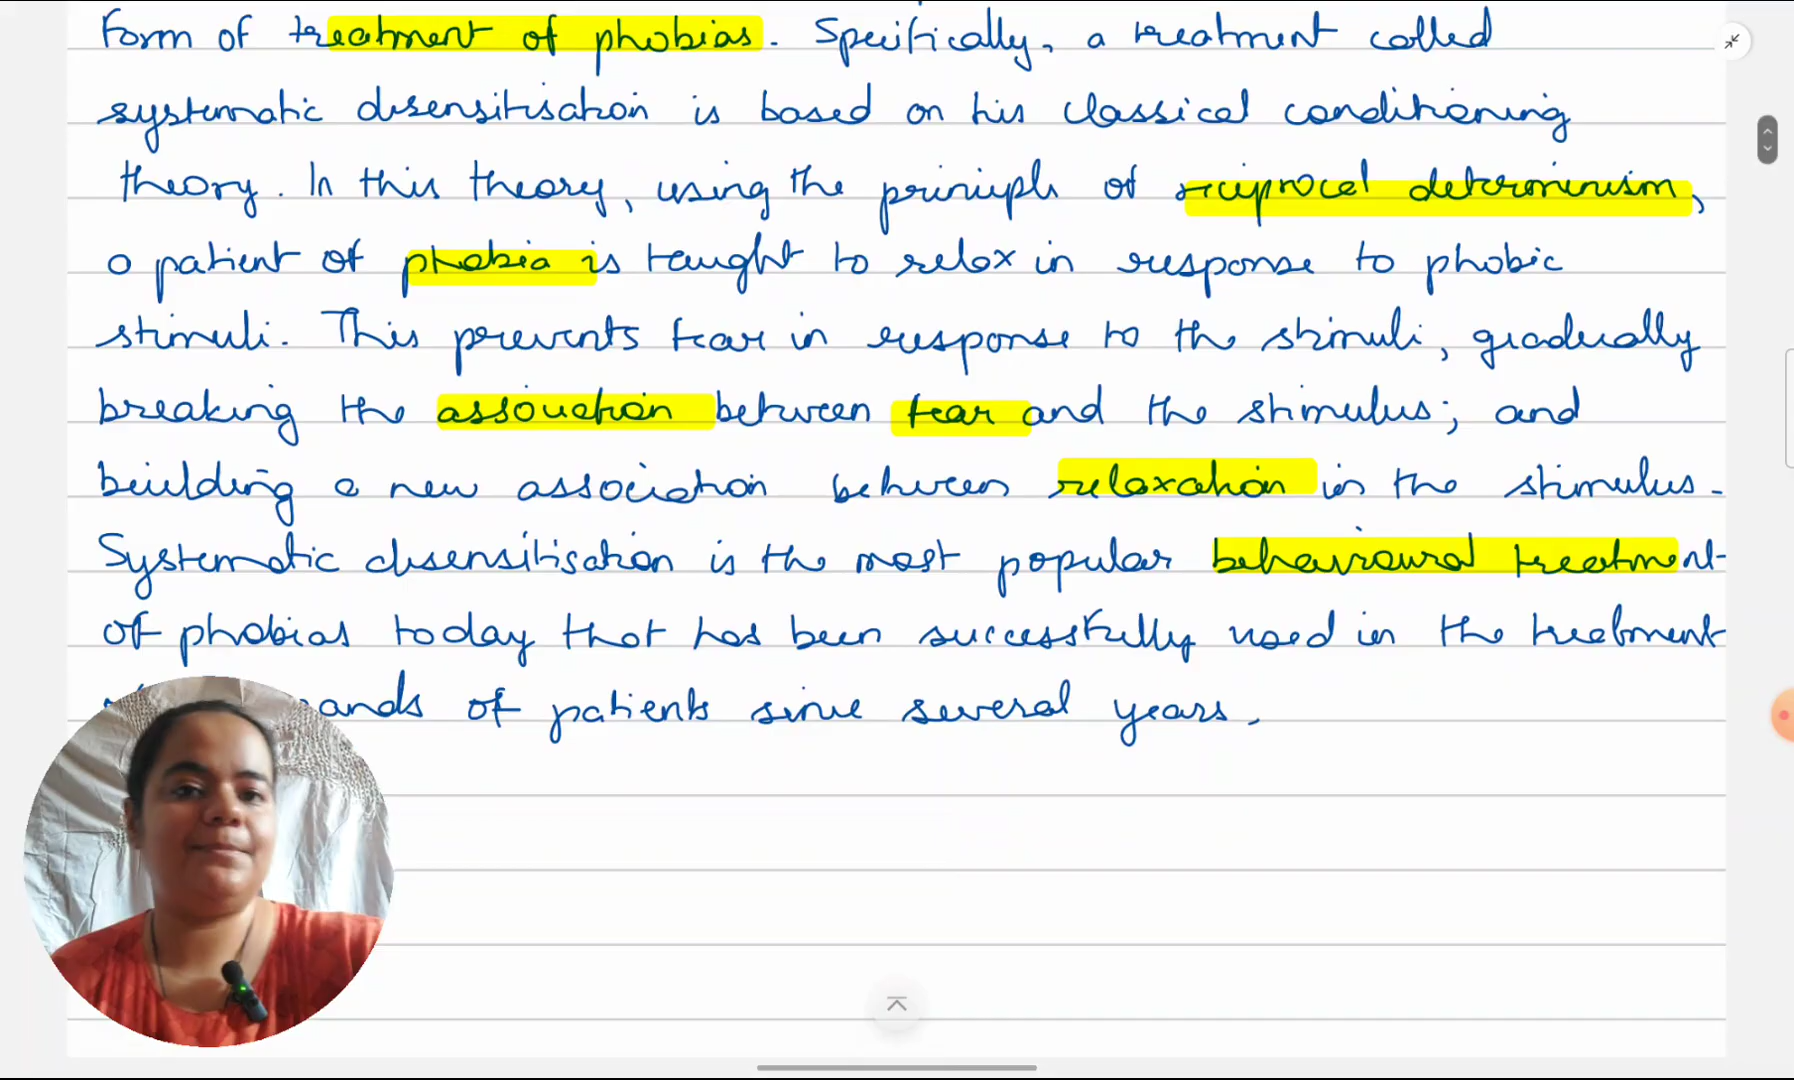 form of treatment of phobias. Specifically, a treatment called
systematic desensitisation is based on his classical conditioning
theory. In this theory, using the priniple of reciprocal determinism,
a patient of phobia is taught to relax in response to phobic
stimuli. This prevents fear in response to the stimuli, gradually
breaking the association between fear and the stimulus; and
building a new association between relaxation in the stimulus.
Systematic desensitisation is the most popular behavioural treatment
of phobias today that has been successfully used in the treatment
ands of patients since several years.